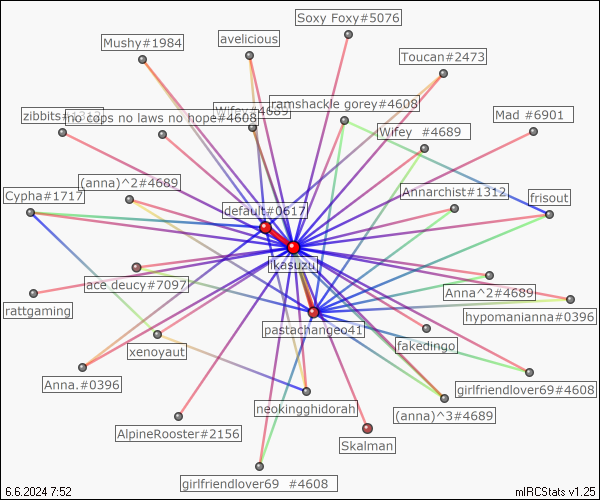 Soxy Foxy#5076
Mushy#1984
avelicious
Toucan#2473
zibbits
no cops no laws no hope#4608
Wifey#4689
ramshackle gorey#4608
Mad  #6901
Wifey   #4689
(anna)^2#4689
Cypha#1717
Annarchist#1312
frisout
default#0617
ikasuzu
ace deucy#7097
Anna^2#4689
rattgaming
hypomanianna#0396
pastachangeo41
fakedingo
xenoyaut
Anna.#0396
girlfriendlover69#4608
neokingghidorah
(anna)^3#4689
AlpineRooster#2156
Skalman
girlfriendlover69   #4608
6.6.2024 7:52
mIRCStats v1.25